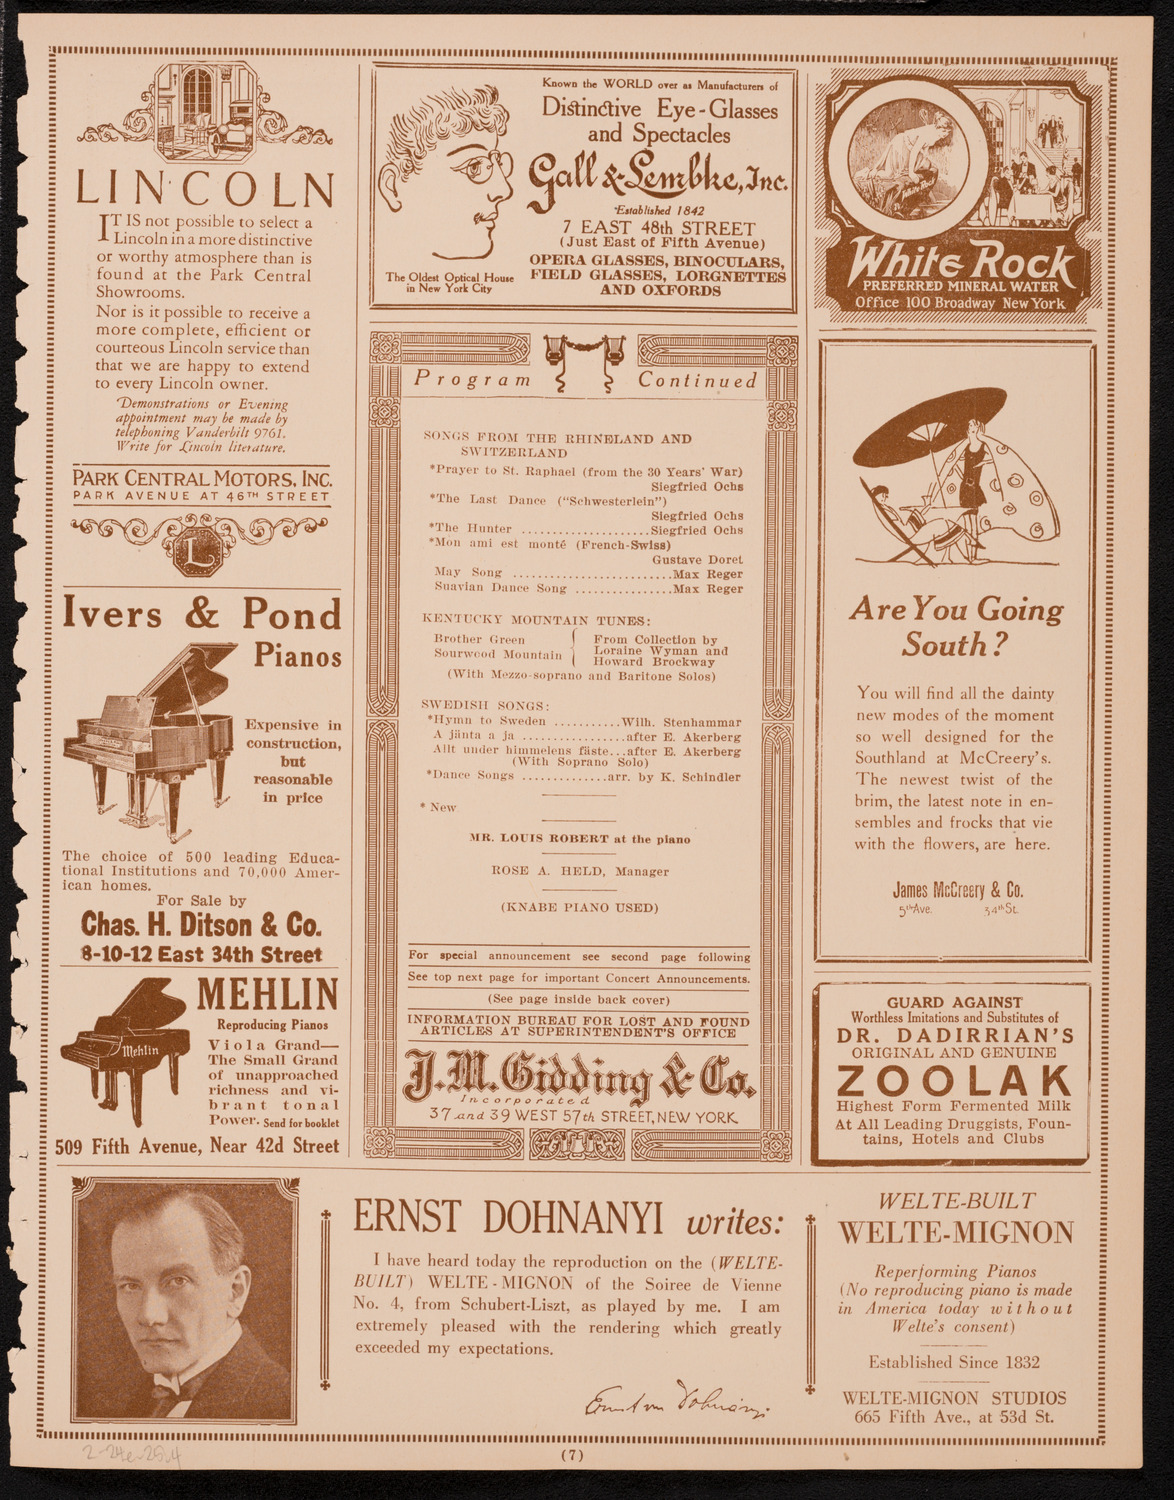 LINCOLN
IT IS not possible to select a
Lincoln in a more distinctive
or worthy atmosphere than is
found at the Park Central
Showrooms.
Nor is it possible to receive a
more complete, efficient or
courteous Lincoln service than
that we are happy to extend
to every Lincoln owner.
Demonstrations or Evening
appointment may be made by
telephoning Vanderbilt 9761.
Write for Lincoln literature.
PARK CENTRAL MOTORS, INC.
PARK AVENUE AT 46TH STREET
L
Ivers & Pond
Pianos
Expensive in
construction,
but
reasonable
in price
The choice of 500 leading Educa-
tional Institutions and 70,000 Amer-
ican homes.
For Sale by
Chas. H. Ditson & Co.
8-10-12 East 34th Street
MEHLIN
Reproducing Pianos
Viola Grand—
The Small Grand
of unapproached
richness and vi-
brant tonal
Power. Send for booklet
Mehlin
509 Fifth Avenue, Near 42d Street
Known the WORLD over as Manufacturers of
Distinctive Eye-Glasses
and Spectacles
Gall & Lembke, Inc.
Established 1842
7 EAST 48th STREET
(Just East of Fifth Avenue)
OPERA GLASSES, BINOCULARS,
FIELD GLASSES, LORGNETTES
AND OXFORDS
The Oldest Optical House
in New York City
Program Continued
SONGS FROM THE RHINELAND AND
SWITZERLAND
*Prayer to St. Raphael (from the 30 Years' War)
Siegfried Ochs
*The Last Dance ("Schwesterlein")
Siegfried Ochs
*The Hunter .....................Siegfried Ochs
*Mon ami est monté (French-Swiss)
Gustave Doret
May Song .........................Max Reger
Suavian Dance Song ................Max Reger
KENTUCKY MOUNTAIN TUNES:
Brother Green
Sourwood Mountain
From Collection by
Loraine Wyman and
Howard Brockway
(With Mezzo-soprano and Baritone Solos)
SWEDISH SONGS:
*Hymn to Sweden ...........Wilh. Stenhammar
A jänta a ja .................after E. Akerberg
Allt under himmelens fäste...after E. Akerberg
(With Soprano Solo)
*Dance Songs ..............arr. by K. Schindler
* New
MR. LOUIS ROBERT at the piano
ROSE A. HELD, Manager
(KNABE PIANO USED)
For special announcement see second page following
See top next page for important Concert Announcements.
(See page inside back cover)
INFORMATION BUREAU FOR LOST AND FOUND
ARTICLES AT SUPERINTENDENT'S OFFICE
J.M. Gidding & Co.
Incorporated
37 and 39 WEST 57th STREET, NEW YORK
White Rock
PREFERRED MINERAL WATER
Office 100 Broadway New York
Are You Going
South?
You will find all the dainty
new modes of the moment
so well designed for the
Southland at McCreery's.
The newest twist of the
brim, the latest note in en-
sembles and frocks that vie
with the flowers, are here.
James McCreery & Co.
5th Ave. 34th St.
GUARD AGAINST
Worthless Imitations and Substitutes of
DR. DADIRRIAN'S
ORIGINAL AND GENUINE
ZOOLAK
Highest Form Fermented Milk
At All Leading Druggists, Foun-
tains, Hotels and Clubs
ERNST DOHNANYI writes:
I have heard today the reproduction on the (WELTE-
BUILT) WELTE-MIGNON of the Soiree de Vienne
No. 4, from Schubert-Liszt, as played by me. I am
extremely pleased with the rendering which greatly
exceeded my expectations.
Ernst von Dohnányi
WELTE-BUILT
WELTE-MIGNON
Reperforming Pianos
(No reproducing piano is made
in America today without
Welte's consent)
Established Since 1832
WELTE-MIGNON STUDIOS
665 Fifth Ave., at 53d St.
(7)